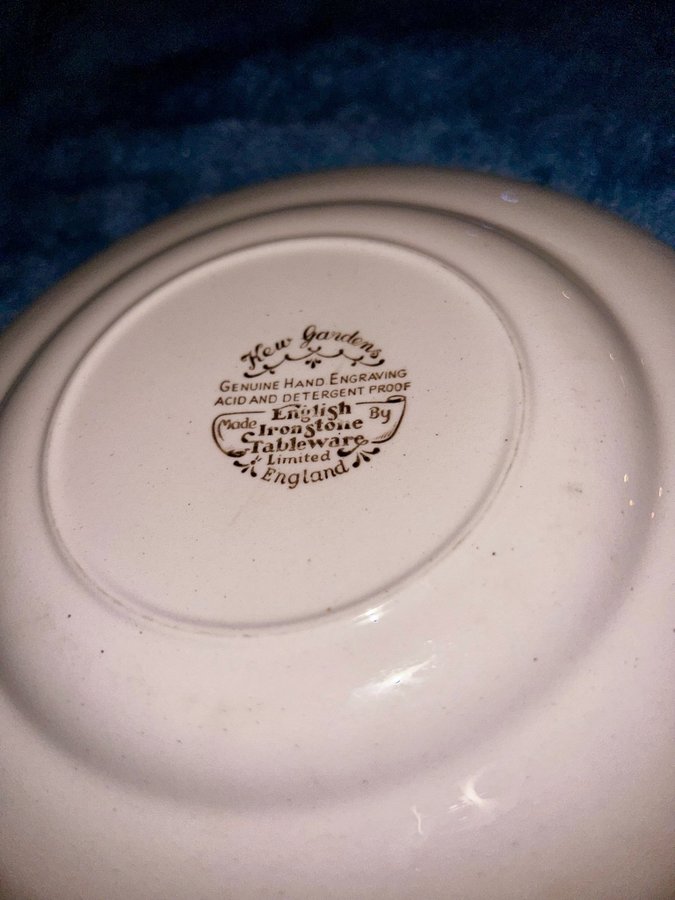 Kew Gardens
GENUINE HAND ENGRAVING
ACID AND DETERGENT PROOF
Made English By
Ironstone
Tableware
Limited
England